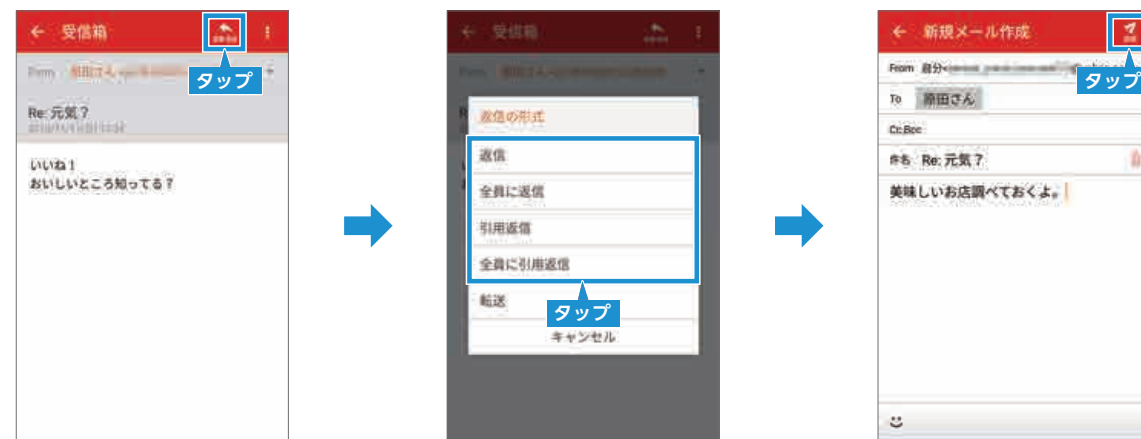 受信箱
タップ
From
Re: 元気？
いいね！
おいしいところ知ってる？
受信箱
返信の形式
返信
全員に返信
引用返信
全員に引用返信
転送
タップ
キャンセル
新規メール作成
タップ
From 自分
To 原田さん
Cc:Bcc
件名 Re: 元気？
美味しいお店調べておくよ。